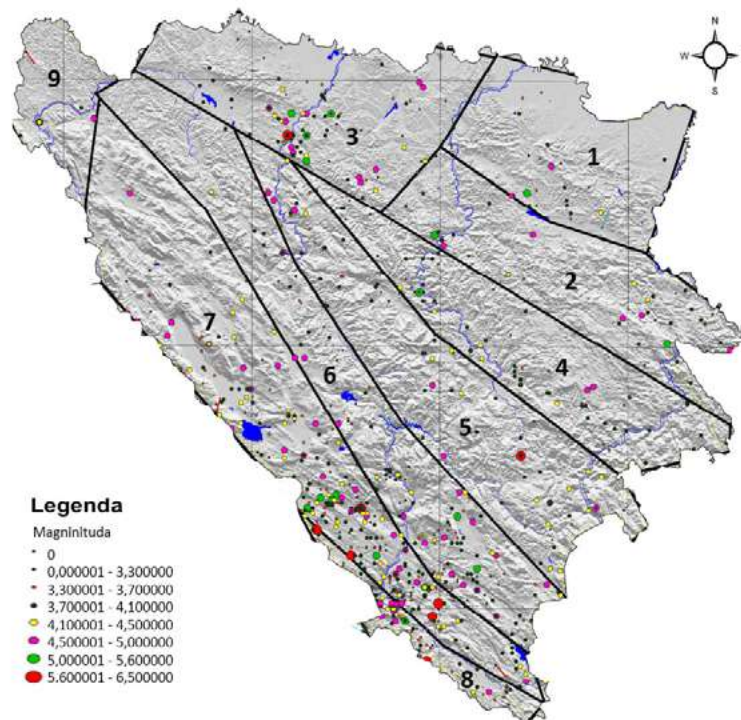 N
W E
S
9
3
1
2
7
6
4
5
8
Legenda
Magninituda
0
0,000001 - 3,300000
3,300001 - 3,700000
3,700001 - 4,100000
4,100001 - 4,500000
4,500001 - 5,000000
5,000001 - 5,600000
5.600001 - 6,500000